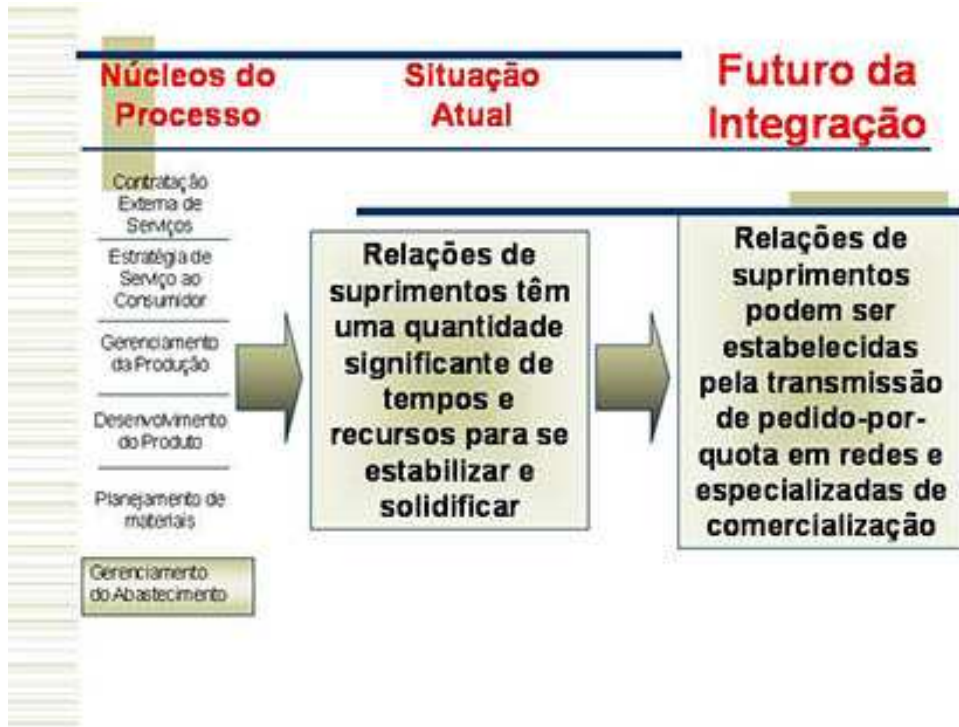 Núcleos do
Processo
Situação
Atual
Futuro da
Integração
Contratação
Externa de
Serviços
Estratégia de
Serviço ao
Consumidor
Gerenciamento
da Produção
Desenvolvimento
do Produto
Planejamento de
materiais
Gerenciamento
do Abastecimento
Relações de
suprimentos têm
uma quantidade
significante de
tempos e
recursos para se
estabilizar e
solidificar
Relações de
suprimentos
podem ser
estabelecidas
pela transmissão
de pedido-por-
quota em redes e
especializadas de
comercialização